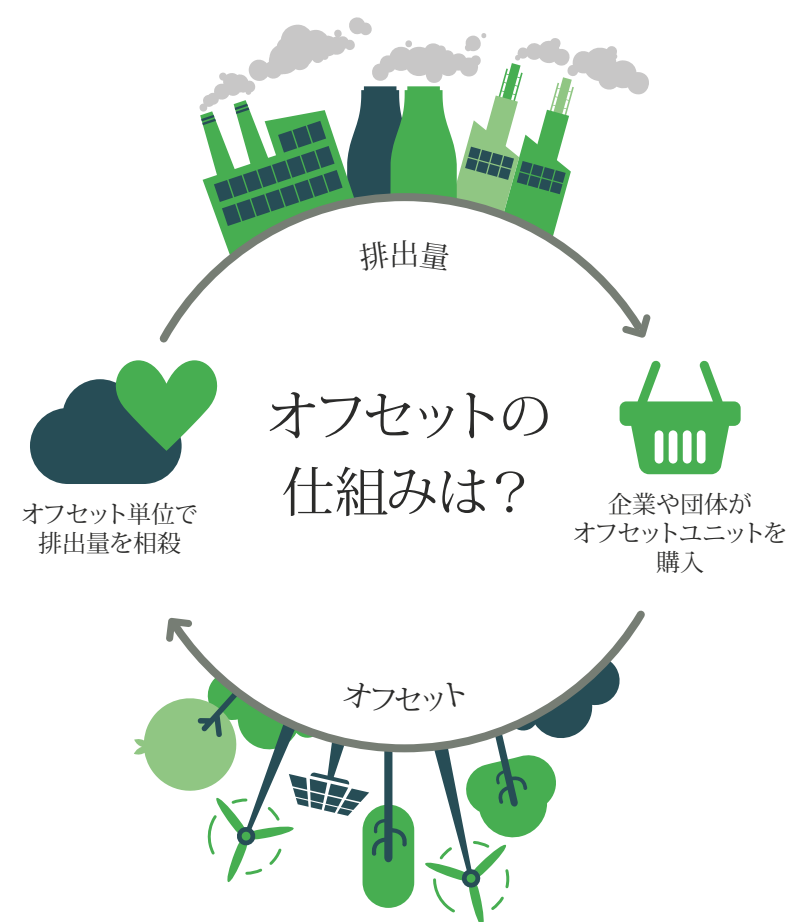 排出量
オフセットの
仕組みは？
企業や団体が
オフセットユニットを
購入
オフセット
オフセット単位で
排出量を相殺